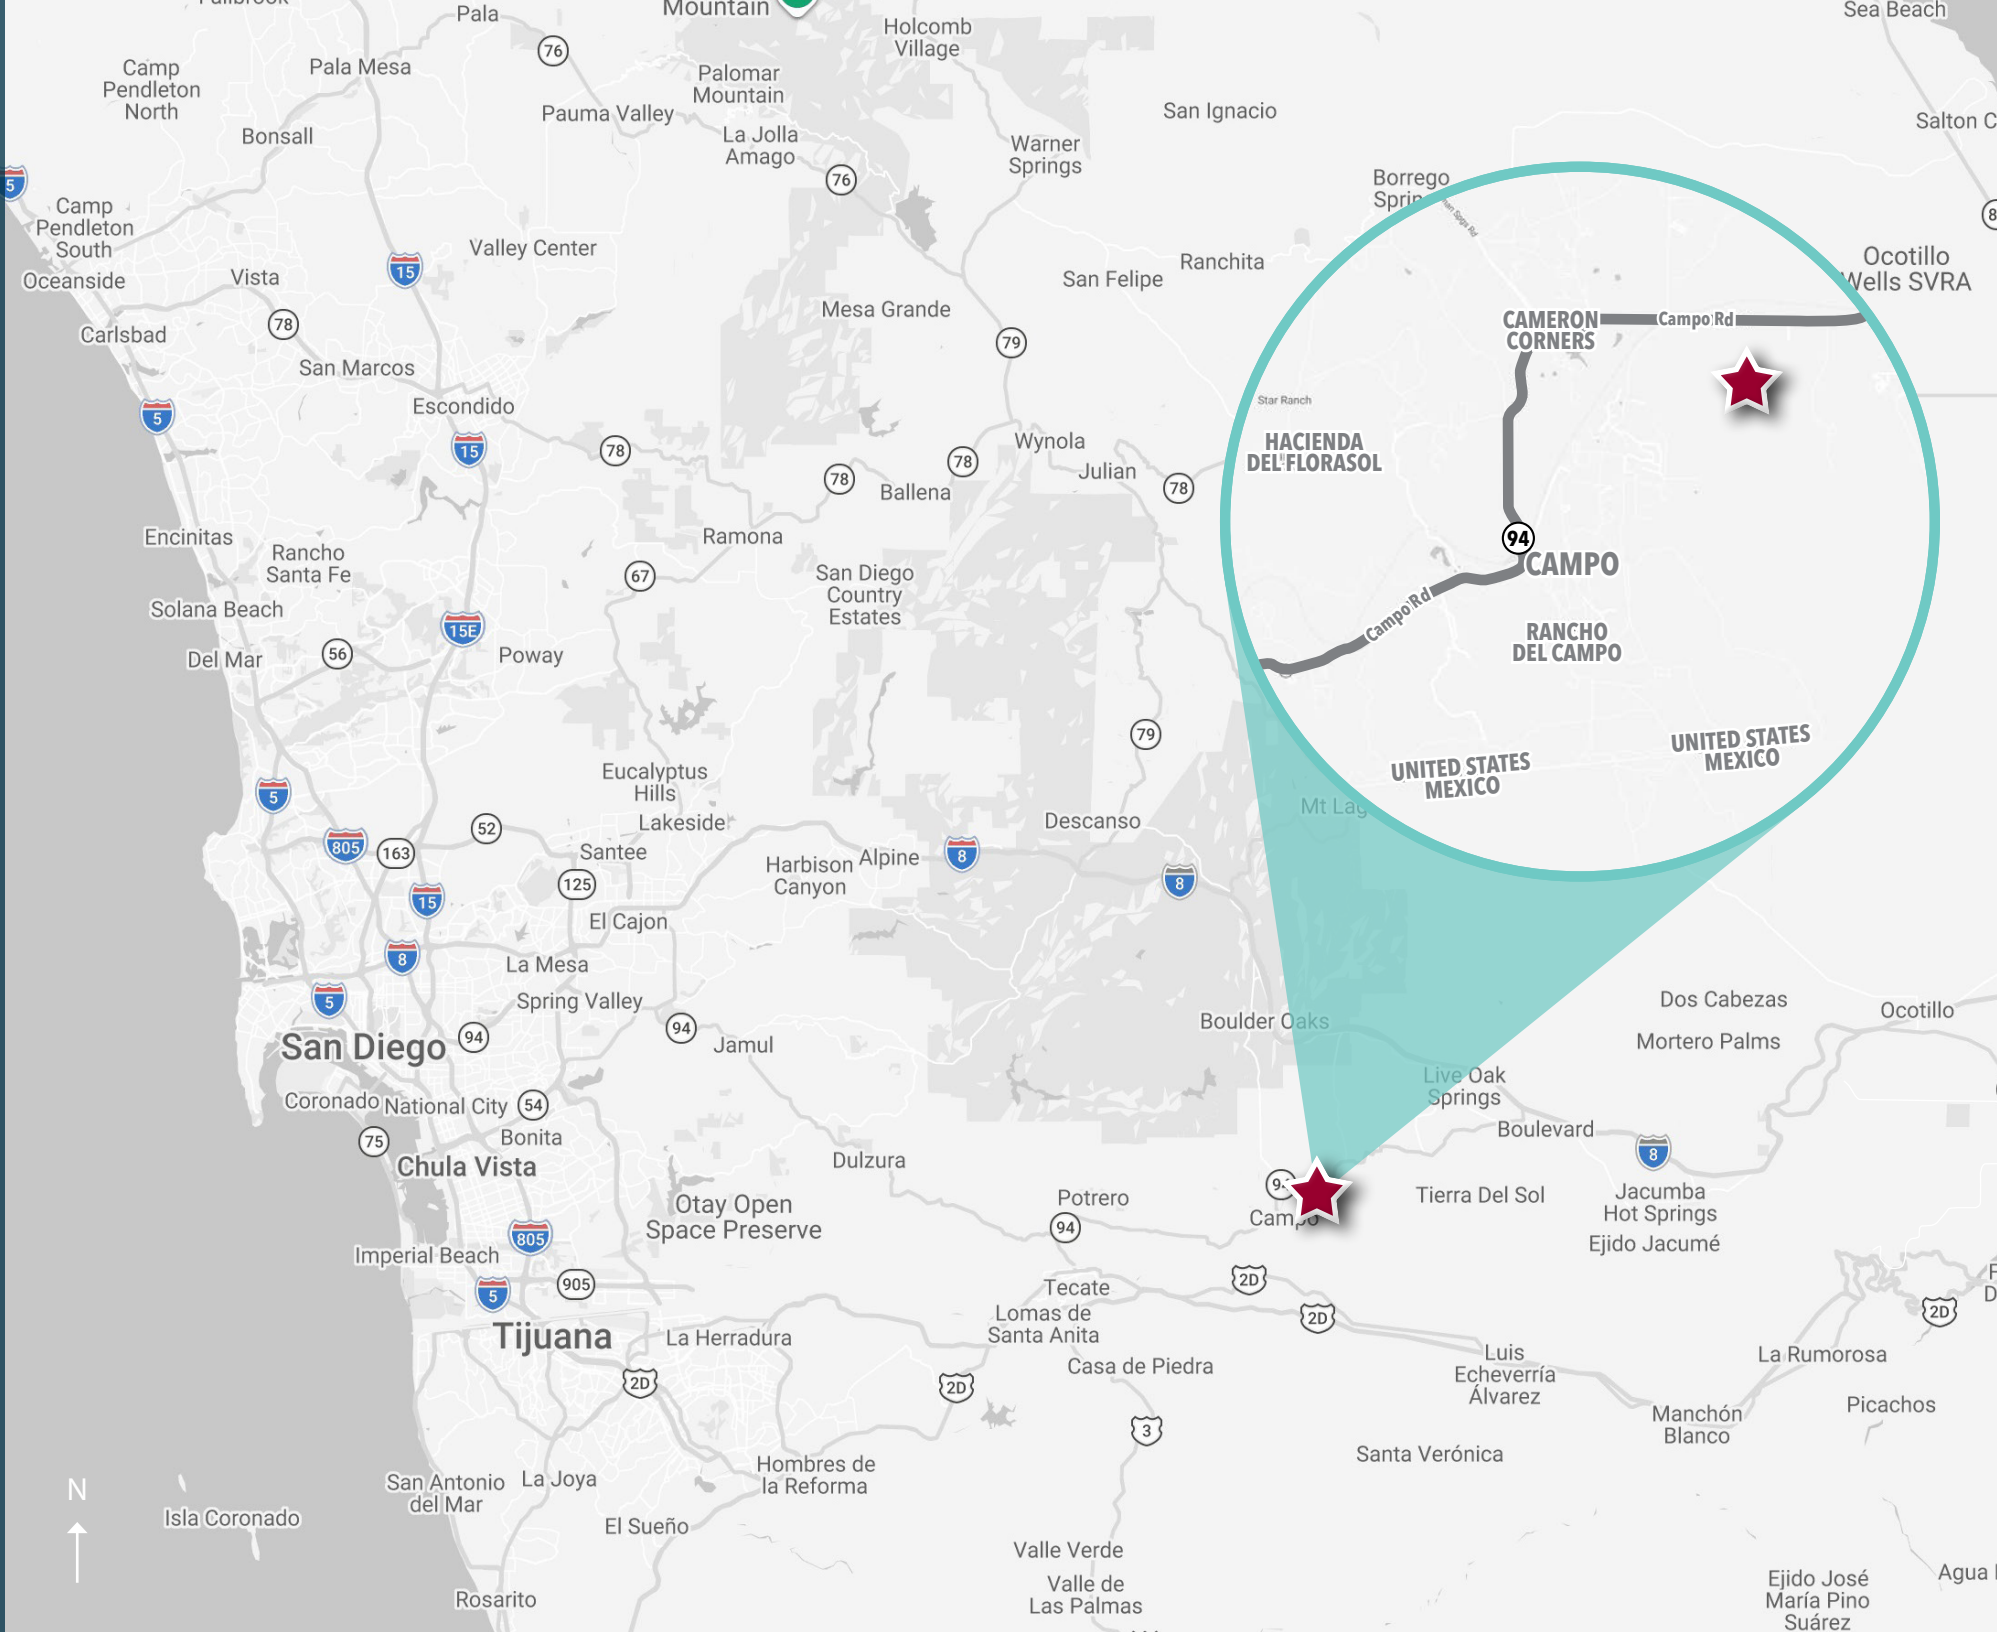 Pala
Mountain
Holcomb
Village
Sea Beach
76
Camp
Pendleton
North
Pala Mesa
Palomar
Mountain
Pauma Valley
San Ignacio
Salton C
Bonsall
La Jolla
Amago
Warner
Springs
76
5
Borrego
Sprin
Camp
Pendleton
South
Oceanside
8
Valley Center
15
Vista
San Felipe
Ranchita
Ocotillo
Wells SVRA
78
Mesa Grande
Carlsbad
79
San Marcos
Escondido
5
15
78
78
78
Wynola
Julian
78
Ballena
Encinitas
Ramona
Rancho
Santa Fe
67
San Diego
Country
Estates
Solana Beach
15E
Del Mar
56
Poway
79
Eucalyptus
Hills
Lakeside
5
52
805
163
Santee
Descanso
Harbison
Canyon
Alpine
8
8
125
15
El Cajon
8
La Mesa
Spring Valley
5
San Diego
94
94
Jamul
Boulder Oaks
Dos Cabezas
Ocotillo
Mortero Palms
Live Oak
Springs
Coronado
National City
54
75
Bonita
Chula Vista
Boulevard
8
Dulzura
Otay Open
Space Preserve
Potrero
94
94
Campo
Tierra Del Sol
Jacumba
Hot Springs
Ejido Jacumé
Imperial Beach
805
5
905
Tijuana
La Herradura
Tecate
Lomas de
Santa Anita
2D
2D
2D
F
D
Casa de Piedra
2D
2D
3
Luis
Echeverría
Álvarez
La Rumorosa
Picachos
Manchón
Blanco
Santa Verónica
Hombres de
la Reforma
San Antonio
del Mar
La Joya
El Sueño
Isla Coronado
N
Valle Verde
Valle de
Las Palmas
Rosarito
Ejido José
María Pino
Suárez
Agua
CAMERON
CORNERS
Campo Rd
Star Ranch
HACIENDA
DEL FLORASOL
94
CAMPO
Campo Rd
RANCHO
DEL CAMPO
UNITED STATES
MEXICO
UNITED STATES
MEXICO
Mt Lag